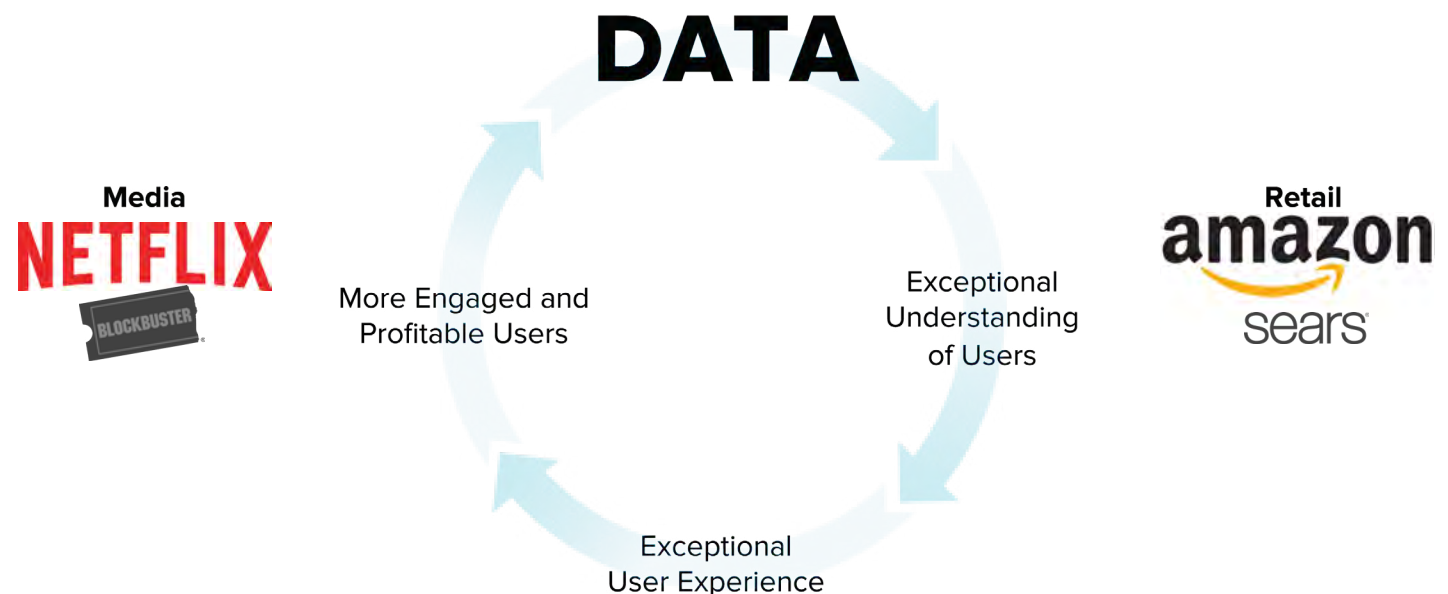 DATA
Media
NETFLIX
BLOCKBUSTER
More Engaged and
Profitable Users
Exceptional
Understanding
of Users
Retail
amazon
sears
Exceptional
User Experience